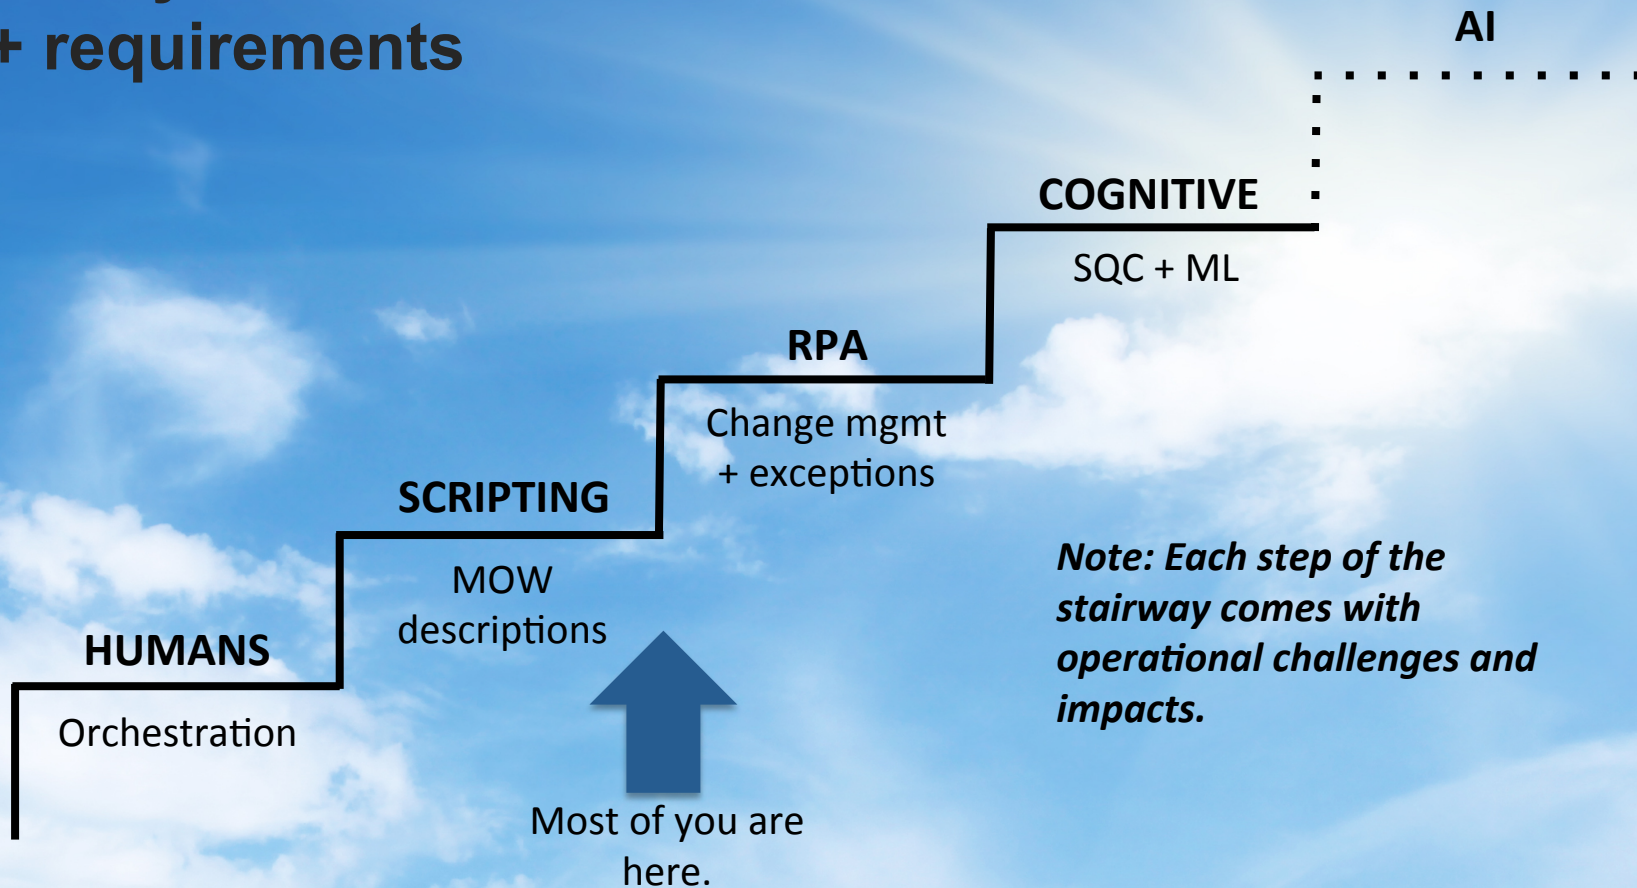 + requirements
AI
COGNITIVE
SQC + ML
RPA
Change mgmt
+ exceptions
SCRIPTING
MOW
descriptions
HUMANS
Orchestration
Note: Each step of the
stairway comes with
operational challenges and
impacts.
Most of you are
here.